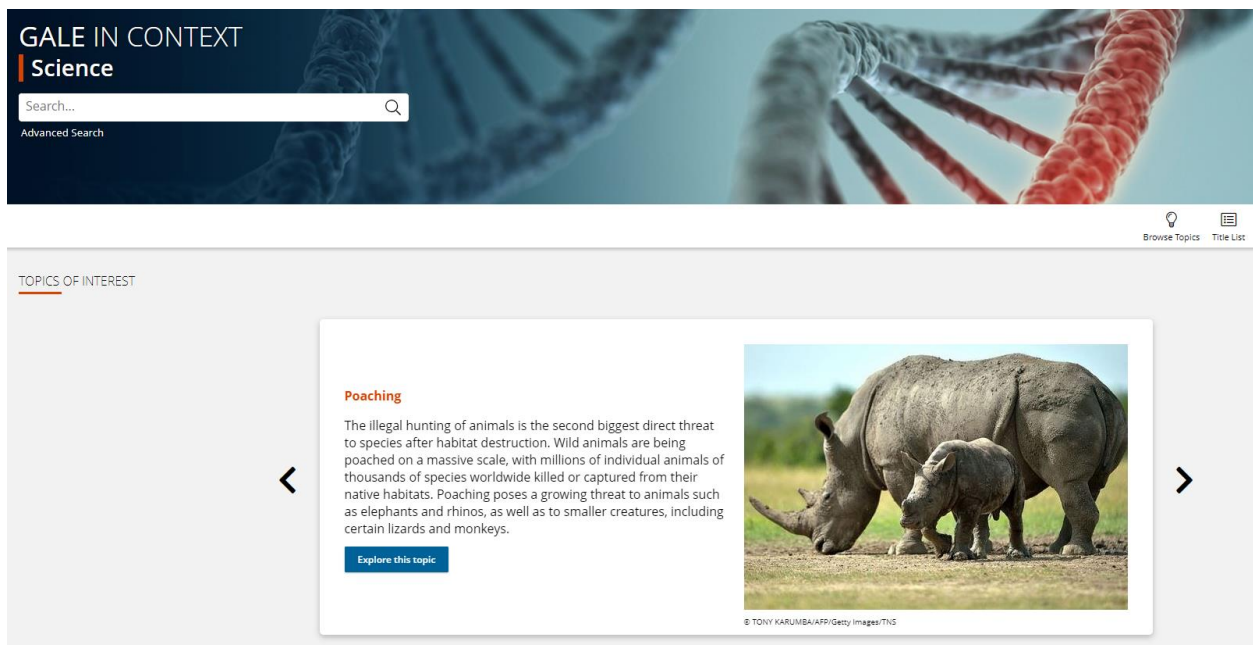 GALE IN CONTEXT
Science
Search...
Advanced Search
Browse Topics
Title List
TOPICS OF INTEREST
Poaching
The illegal hunting of animals is the second biggest direct threat
to species after habitat destruction. Wild animals are being
poached on a massive scale, with millions of individual animals of
thousands of species worldwide killed or captured from their
native habitats. Poaching poses a growing threat to animals such
as elephants and rhinos, as well as to smaller creatures, including
certain lizards and monkeys.
Explore this topic
© TONY KARUMBA/AFP/Getty Images/TNS